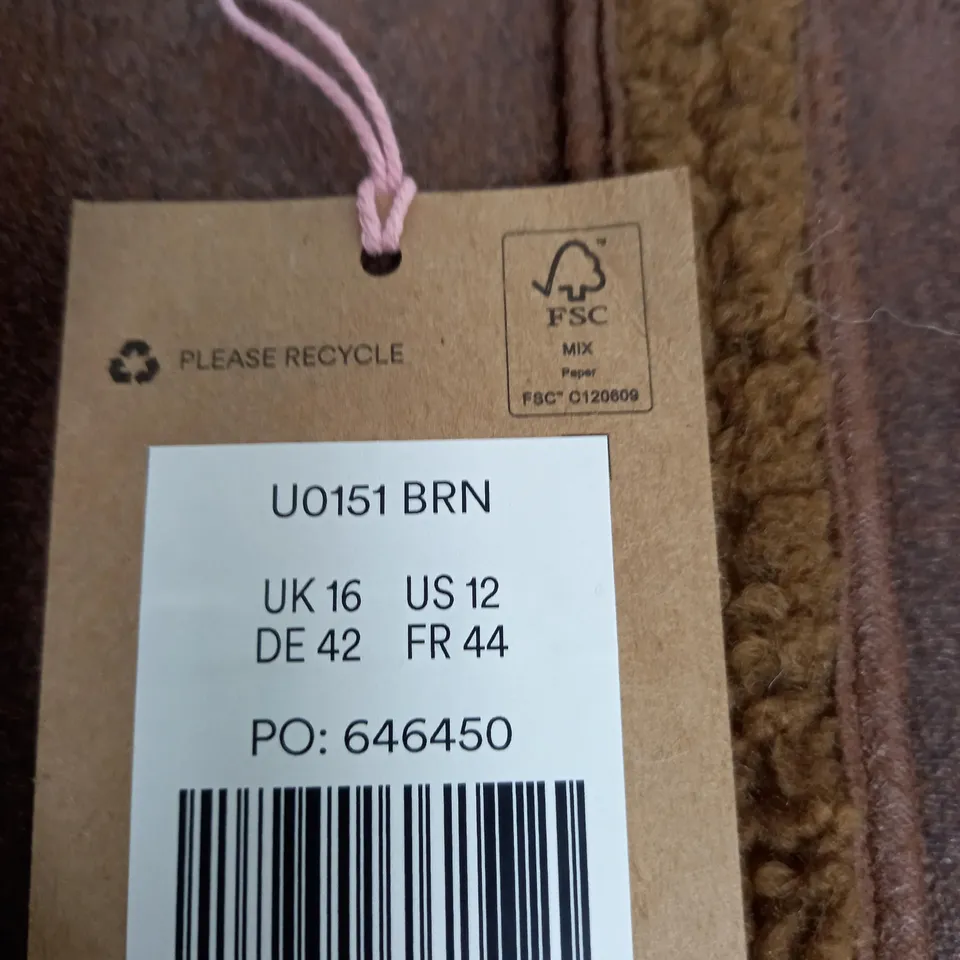 PLEASE RECYCLE
™
FSC
MIX
Paper
FSC™ C120609
U0151 BRN
UK 16 US 12
DE 42 FR 44
PO: 646450